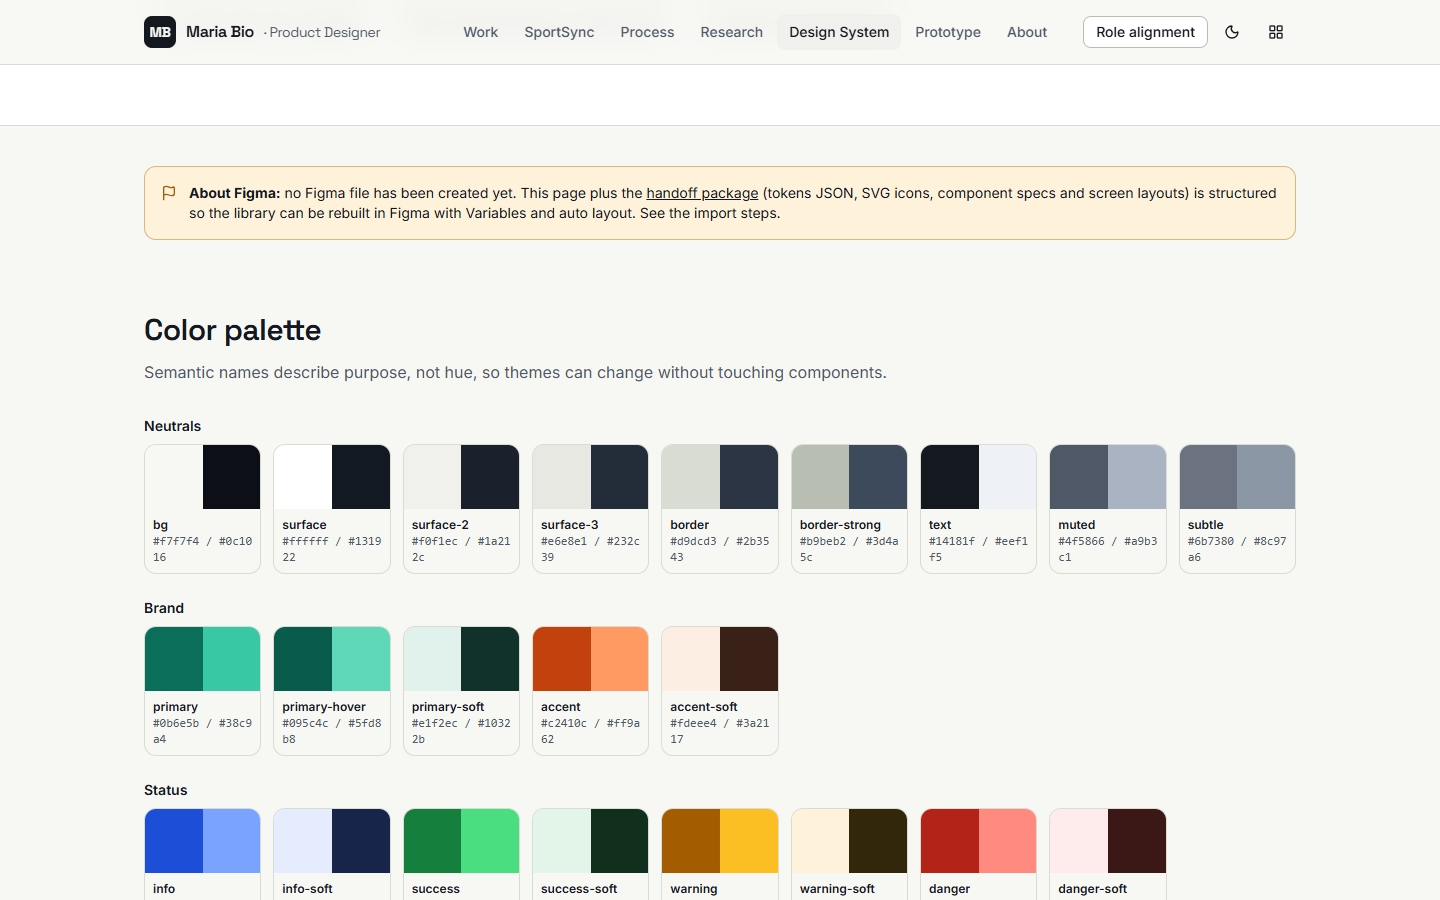 MB Maria Bio · Product Designer Work SportSync Process Research Design System Prototype About Role alignment
About Figma: no Figma file has been created yet. This page plus the handoff package (tokens JSON, SVG icons, component specs and screen layouts) is structured
so the library can be rebuilt in Figma with Variables and auto layout. See the import steps.
Color palette
Semantic names describe purpose, not hue, so themes can change without touching components.
Neutrals
bg surface surface-2 surface-3 border border-strong text muted subtle
#f7f7f4 / #0c10 #ffffff / #1319 #f0f1ec / #1a21 #e6e8e1 / #232c #d9dcd3 / #2b35 #b9beb2 / #3d4a #14181f / #eef1 #4f5866 / #a9b3 #6b7380 / #8c97
16 22 2c 39 43 5c f5 c1 a6
Brand
primary primary-hover primary-soft accent accent-soft
#0b6e5b / #38c9 #095c4c / #5fd8 #e1f2ec / #1032 #c2410c / #ff9a #fdeee4 / #3a21
a4 b8 2b 62 17
Status
info info-soft success success-soft warning warning-soft danger danger-soft